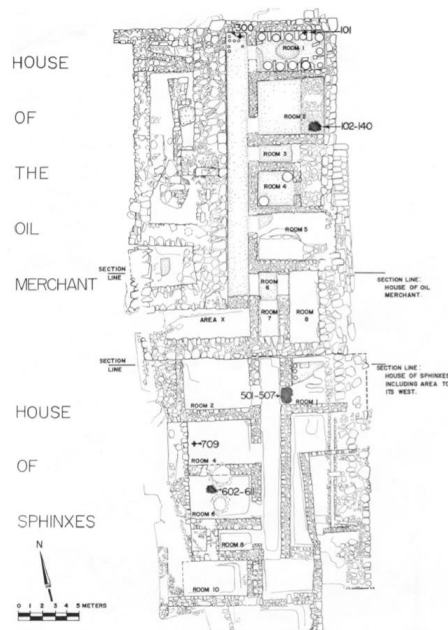 HOUSE
OF
THE
OIL
MERCHANT
300
101
ROOM 1
ROOM 2
102-140
ROOM 3
ROOM 4
ROOM 5
SECTION LINE
SECTION LINE:
HOUSE OF OIL
MERCHANT.
ROOM 6
ROOM 7
ROOM 8
AREA X
SECTION LINE
SECTION LINE:
HOUSE OF SPHINXES
INCLUDING AREA TO
ITS WEST.
HOUSE
OF
SPHINXES
501-507
ROOM 1
ROOM 2
709
ROOM 4
602-611
ROOM 6
ROOM 8
ROOM 10
N
0 1 2 3 4 5 METERS